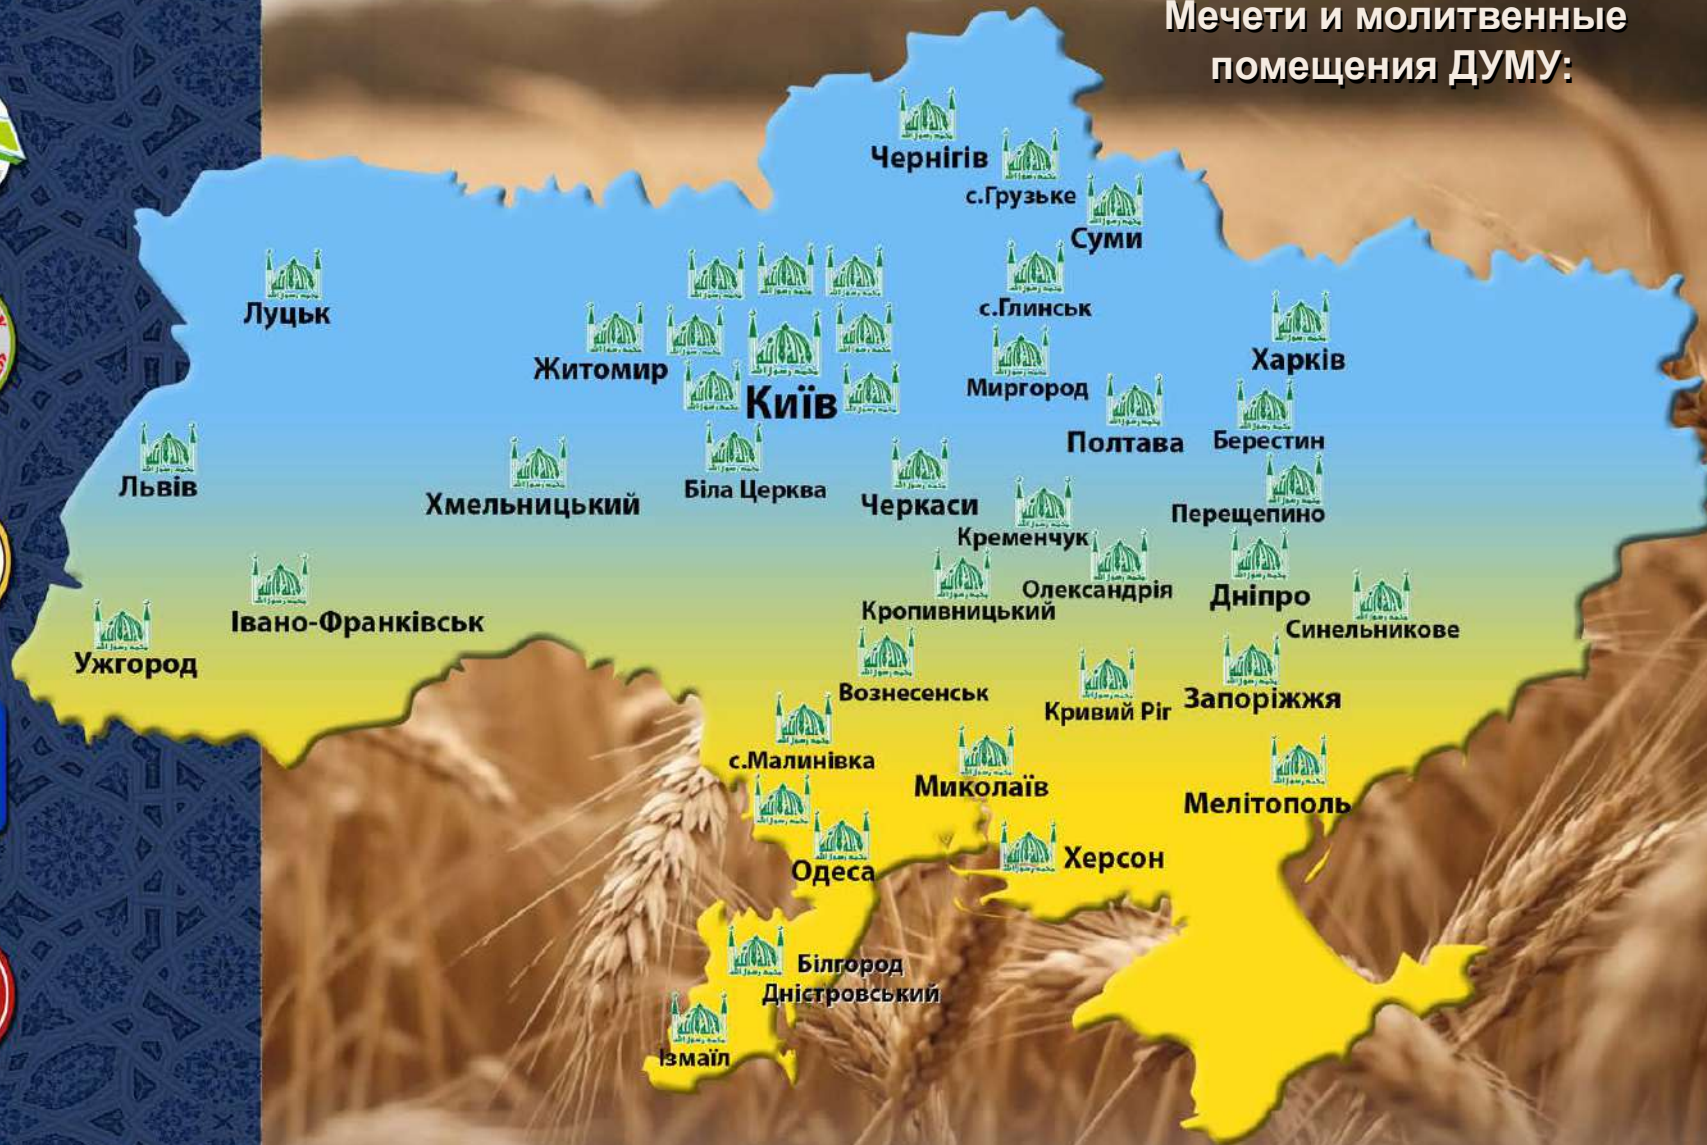 Мечети и молитвенные
помещения ДУМУ:
Чернігів
с.Грузьке
Суми
Луцьк
с.Глинськ
Харків
Житомир
Київ
Миргород
Полтава
Берестин
Львів
Хмельницький
Біла Церква
Черкаси
Перещепино
Кременчук
Олександрія
Дніпро
Кропивницький
Івано-Франківськ
Синельникове
Ужгород
Вознесенськ
Кривий Ріг
Запоріжжя
с.Малинівка
Миколаїв
Мелітополь
Херсон
Одеса
Білгород
Дністровський
Ізмаїл